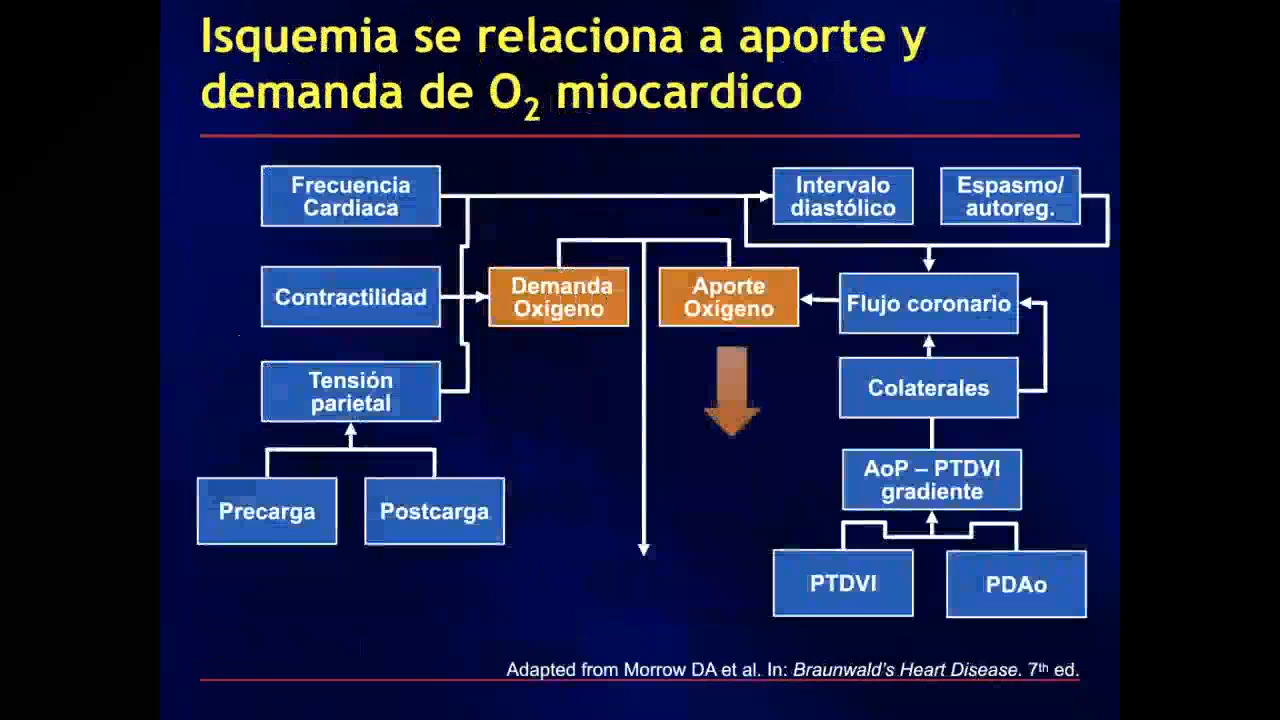 Isquemia se relaciona a aporte y
demanda de O₂ miocardico
Frecuencia
Cardiaca
Intervalo
diastólico
Espasmo/
autoreg.
Contractilidad
Demanda
Oxígeno
Aporte
Oxígeno
Flujo coronario
Tensión
parietal
Colaterales
AoP – PTDVI
gradiente
Precarga
Postcarga
PTDVI
PDAo
Adapted from Morrow DA et al. In: Braunwald’s Heart Disease. 7th ed.